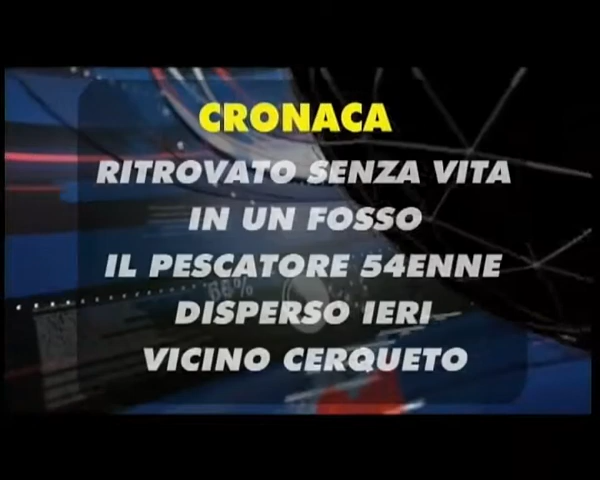 CRONACA
RITROVATO SENZA VITA
IN UN FOSSO
IL PESCATORE 54ENNE
DISPERSO IERI
VICINO CERQUETO